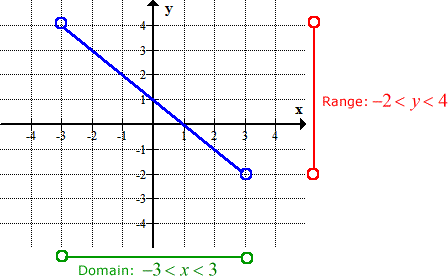 y
4
3
2
1
x
-4 -3 -2 -1 1 2 3 4
-1
-2
-3
-4
Range: −2 < y < 4
Domain: −3 < x < 3